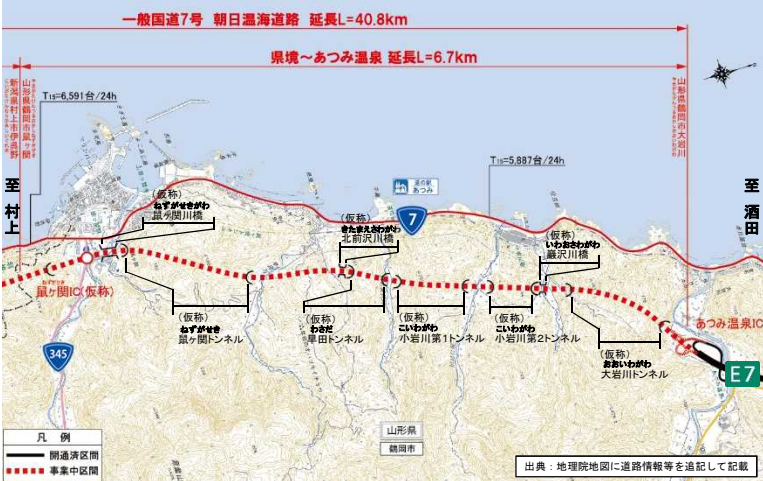 一般国道7号 朝日温海道路 延長L=40.8km
県境～あつみ温泉 延長L=6.7km
新潟県村上市伊呉野
山形県鶴岡市鼠ヶ関
山形県鶴岡市大岩川
T15=6,591台/24h
T15=5,887台/24h
至 村上
至 酒田
道の駅
あつみ
7
(仮称)
ねずがせきがわ
鼠ヶ関川橋
(仮称)
きたまえさわがわ
北前沢川橋
(仮称)
いわおさわがわ
巖沢川橋
鼠ヶ関IC(仮称)
(仮称)
ねずがせき
鼠ヶ関トンネル
(仮称)
わさだ
早田トンネル
(仮称)
こいわがわ
小岩川第1トンネル
(仮称)
こいわがわ
小岩川第2トンネル
(仮称)
おおいわがわ
大岩川トンネル
あつみ温泉IC
E7
345
山形県
鶴岡市
凡 例
開通済区間
事業中区間
出典：地理院地図に道路情報等を追記して記載